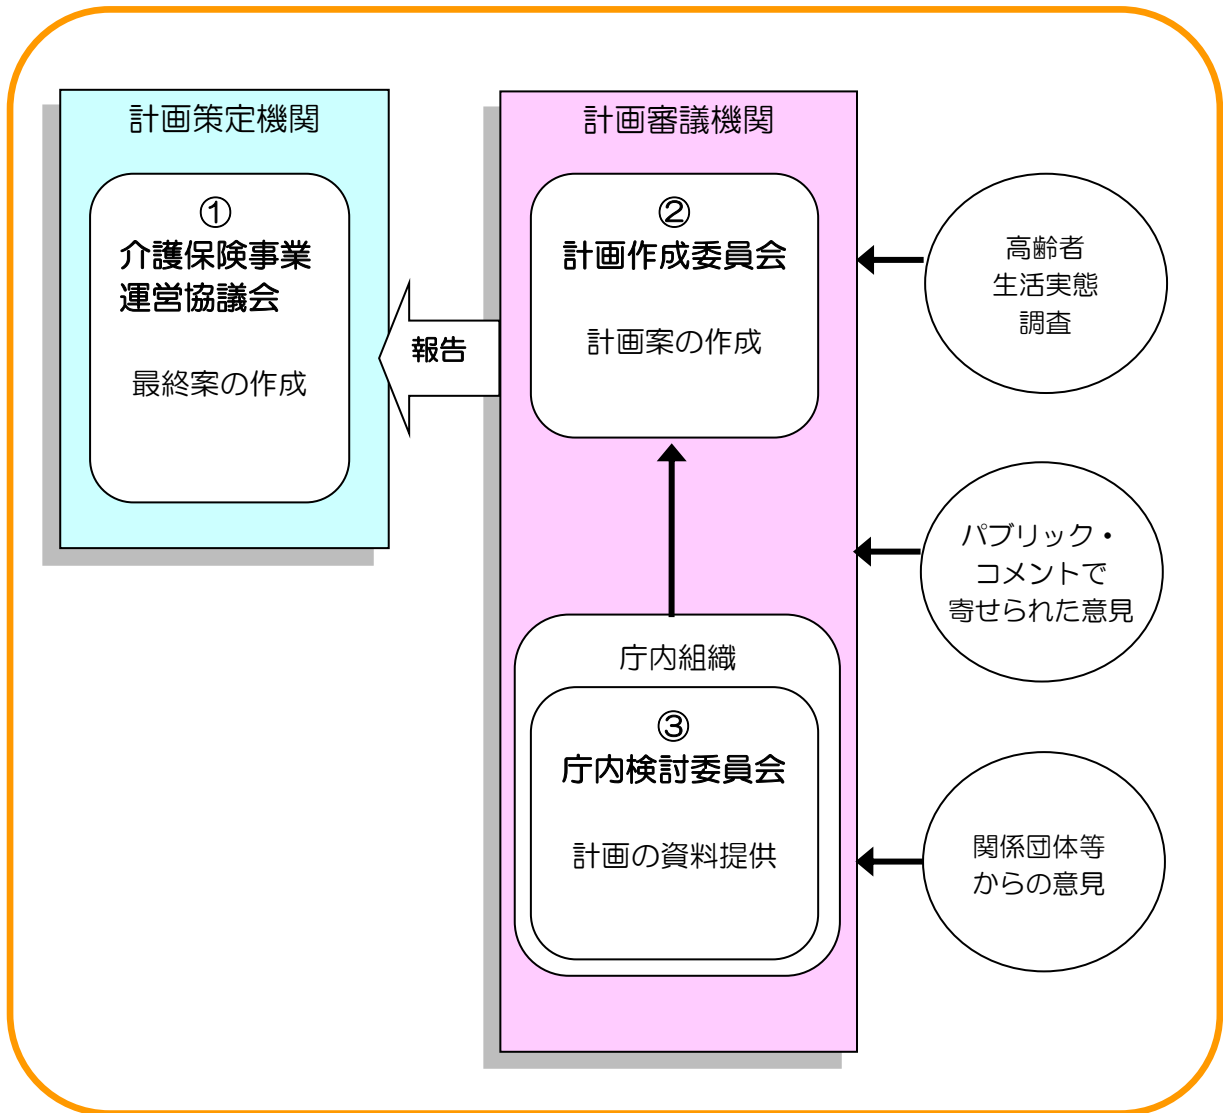 計画策定機関
①
介護保険事業
運営協議会
最終案の作成
報告
計画審議機関
②
計画作成委員会
計画案の作成
庁内組織
③
庁内検討委員会
計画の資料提供
高齢者
生活実態
調査
パブリック・
コメントで
寄せられた意見
関係団体等
からの意見